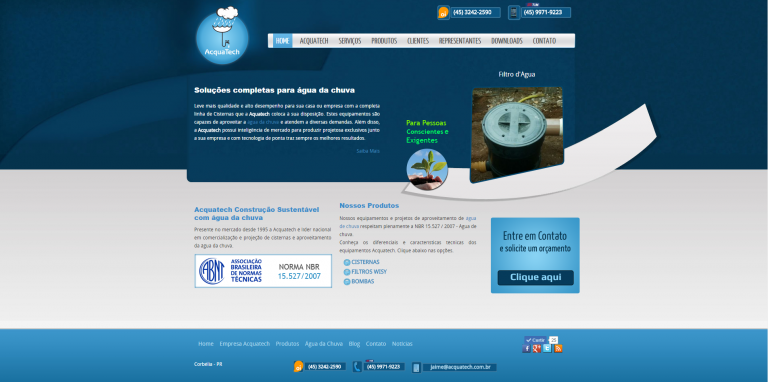 (45) 3242-2590
(45) 9971-9223
AcquaTech
HOME ACQUATECH SERVIÇOS PRODUTOS CLIENTES REPRESENTANTES DOWNLOADS CONTATO
Soluções completas para água da chuva
Leve mais qualidade e alto desempenho para sua casa ou empresa com a completa
linha de Cisternas que a Acquatech coloca à sua disposição. Estes equipamentos são
capazes de aproveitar a água da chuva e atendem a diversas demandas. Além disso,
a Acquatech possui inteligência de mercado para produzir projetosa exclusivos junto
a sua empresa e com tecnologia de ponta traz sempre os melhores resultados.
Saiba Mais
Filtro d'Água
Para Pessoas
Conscientes e
Exigentes
Acquatech Construção Sustentável
com água da chuva
Presente no mercado desde 1995 a Acquatech é líder nacional
em comercialização e projeção de cisternas e aproveitamento
da água da chuva.
ABNT
ASSOCIAÇÃO
BRASILEIRA
DE NORMAS
TÉCNICAS
NORMA NBR
15.527/2007
Nossos Produtos
Nossos equipamentos e projetos de aproveitamento de água
da chuva respeitam plenamente a NBR 15.527 / 2007 - Água de
chuva.
Conheça os diferenciais e características técnicas dos
equipamentos Acquatech. Clique abaixo nas opções.
CISTERNAS
FILTROS WISY
BOMBAS
Entre em Contato
e solicite um orçamento
Clique aqui
Home Empresa Acquatech Produtos Água da Chuva Blog Contato Notícias
Curtir
Corbélia - PR
(45) 3242-2590
(45) 9971-9223
jaime@acquatech.com.br